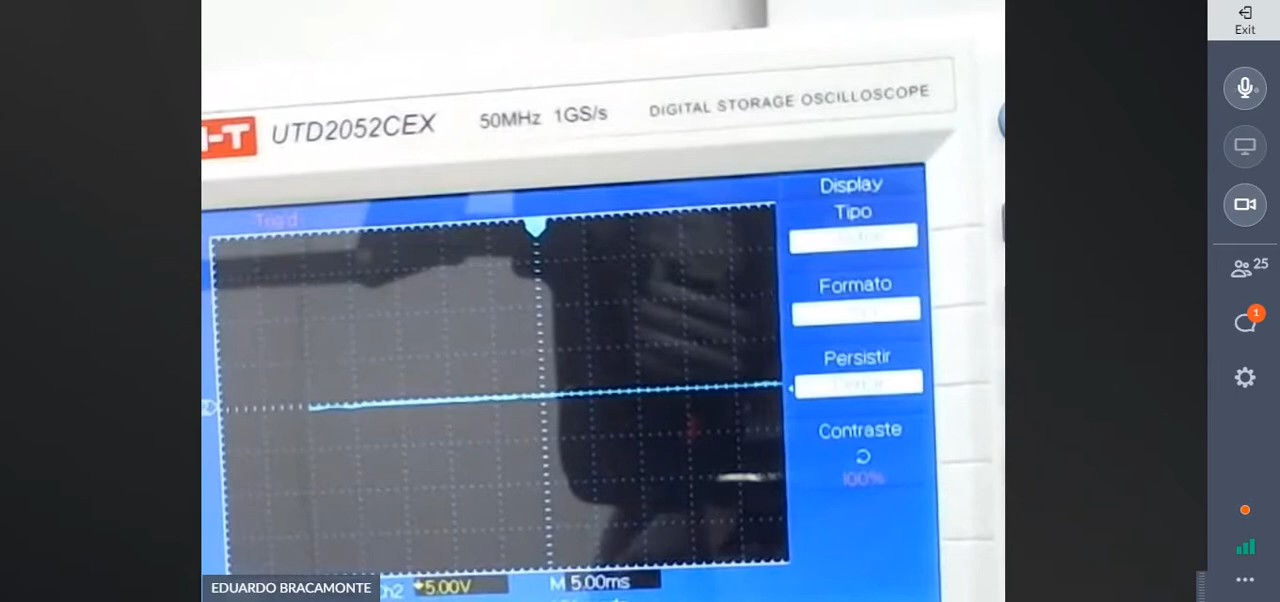 Exit
UTD2052CEX 50MHz 1GS/s DIGITAL STORAGE OSCILLOSCOPE
Trig'd
Display
Tipo
Formato
Persistir
Contraste
100%
25
1
EDUARDO BRACAMONTE
5.00V
M 5.00ms